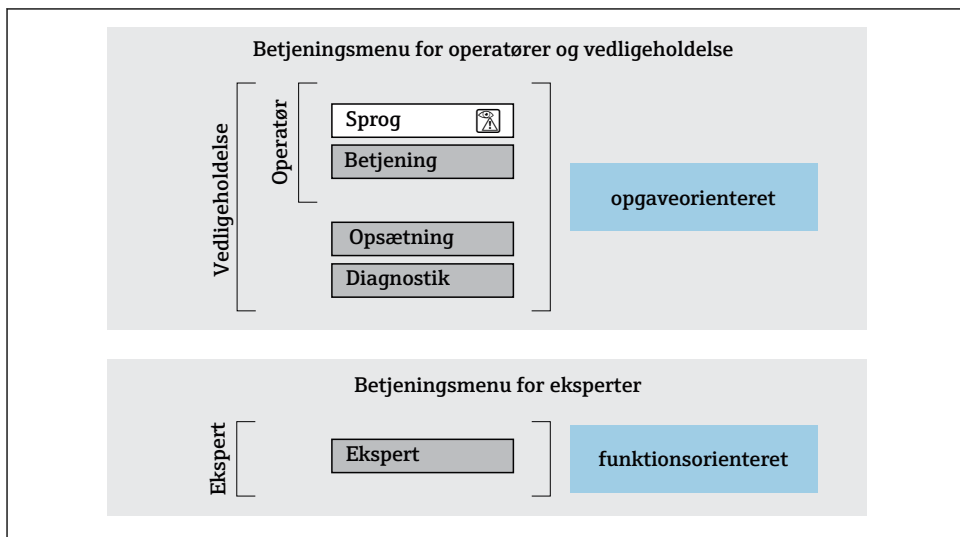 Betjeningsmenu for operatører og vedligeholdelse
Vedligeholdelse
Operatør
Sprog
Betjening
Opsætning
Diagnostik
opgaveorienteret
Betjeningsmenu for eksperter
Ekspert
Ekspert
funktionsorienteret